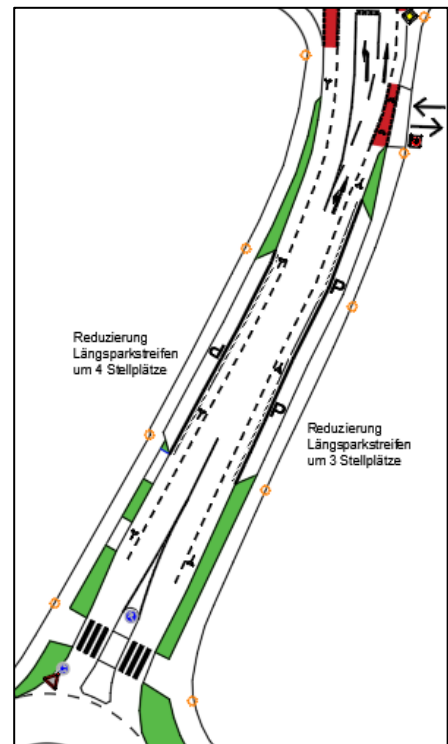 Reduzierung
Längsparkstreifen
um 4 Stellplätze
P
P
P
Reduzierung
Längsparkstreifen
um 3 Stellplätze